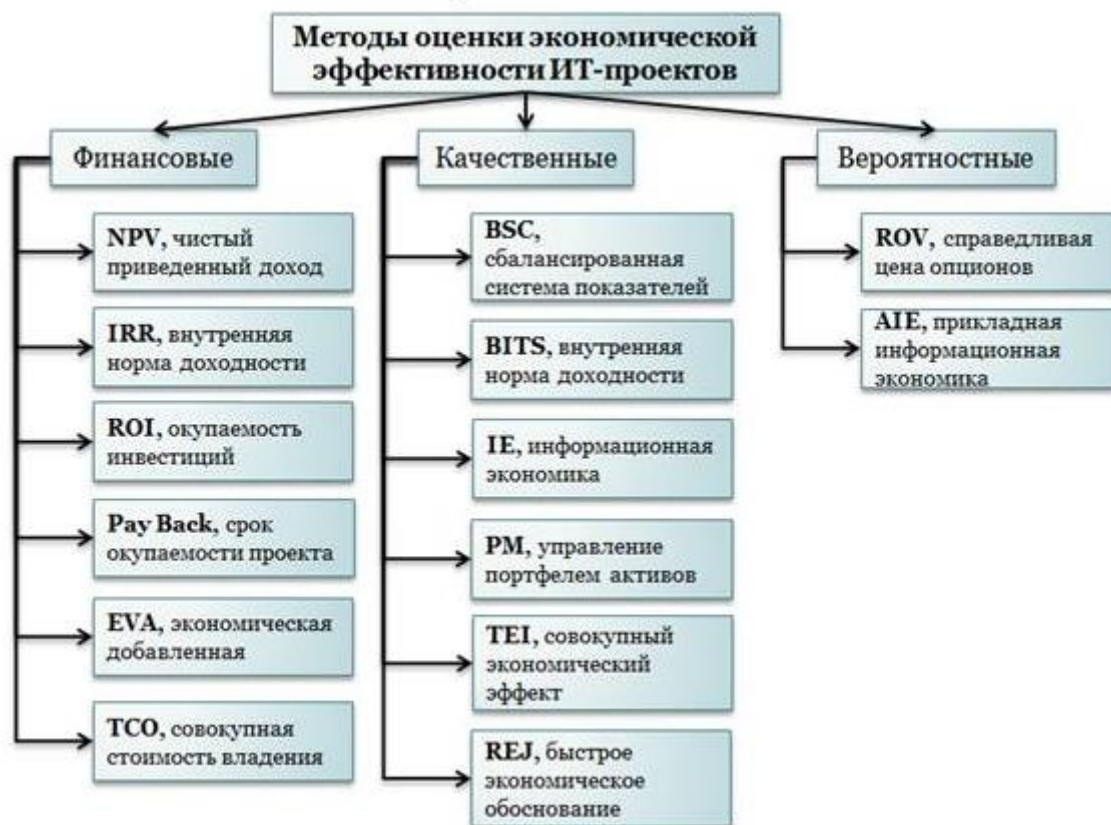 Методы оценки экономической
эффективности ИТ-проектов
Финансовые
NPV, чистый
приведенный доход
IRR, внутренняя
норма доходности
ROI, окупаемость
инвестиций
Pay Back, срок
окупаемости проекта
EVA, экономическая
добавленная
TCO, совокупная
стоимость владения
Качественные
BSC,
сбалансированная
система показателей
BITS, внутренняя
норма доходности
IE, информационная
экономика
PM, управление
портфелем активов
TEI, совокупный
экономический
эффект
REJ, быстрое
экономическое
обоснование
Вероятностные
ROV, справедливая
цена опционов
AIE, прикладная
информационная
экономика